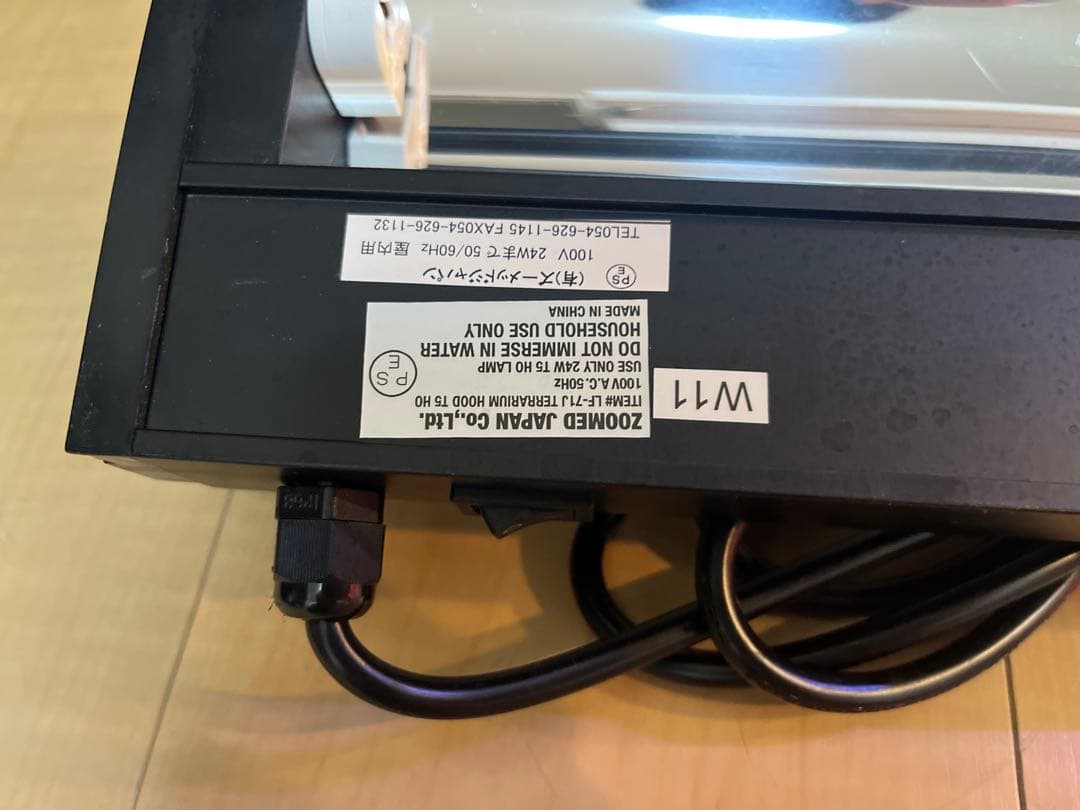 ZOOMED JAPAN Co.,Ltd.
ITEM# LF-71J TERRARIUM HOOD T5 HO
100V A.C.50Hz
USE ONLY 24W T5 HO LAMP
DO NOT IMMERSE IN WATER
HOUSEHOLD USE ONLY
MADE IN CHINA
PS
E
W11
PS
E
(有)ズーメッドジャパン
100V 24Wまで 50/60Hz 屋内用
TEL054-626-1145 FAX054-626-1132